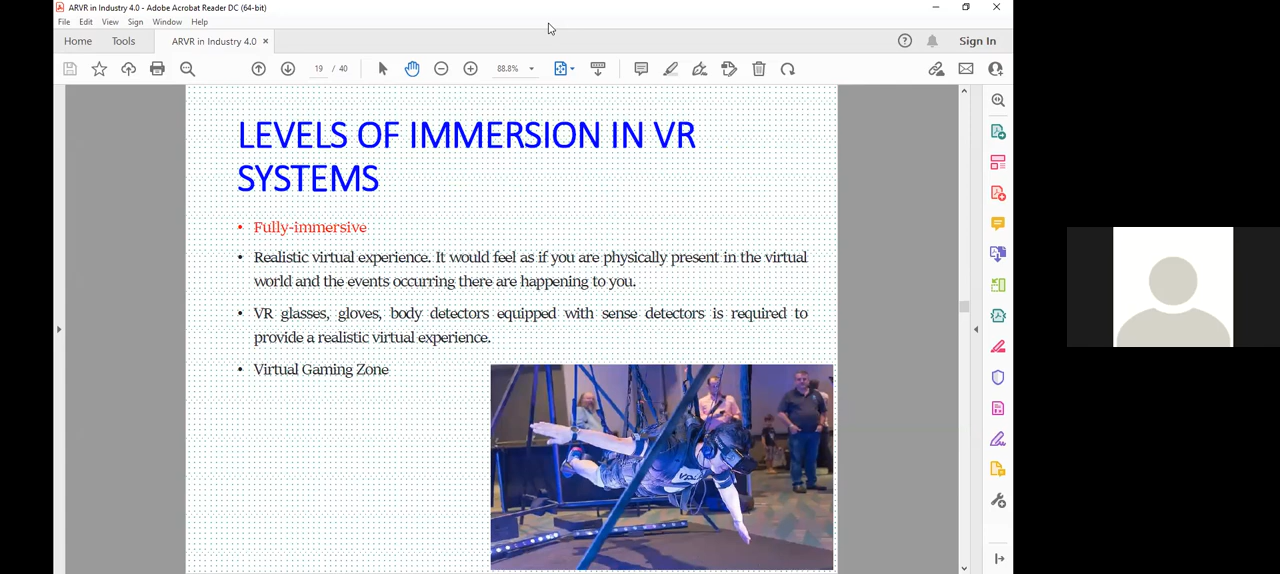 ARVR in Industry 4.0 - Adobe Acrobat Reader DC (64-bit)
File Edit View Sign Window Help
Home Tools ARVR in Industry 4.0 × Sign In
19 / 40 88.8%
LEVELS OF IMMERSION IN VR
SYSTEMS
• Fully-immersive
• Realistic virtual experience. It would feel as if you are physically present in the virtual
world and the events occurring there are happening to you.
• VR glasses, gloves, body detectors equipped with sense detectors is required to
provide a realistic virtual experience.
• Virtual Gaming Zone